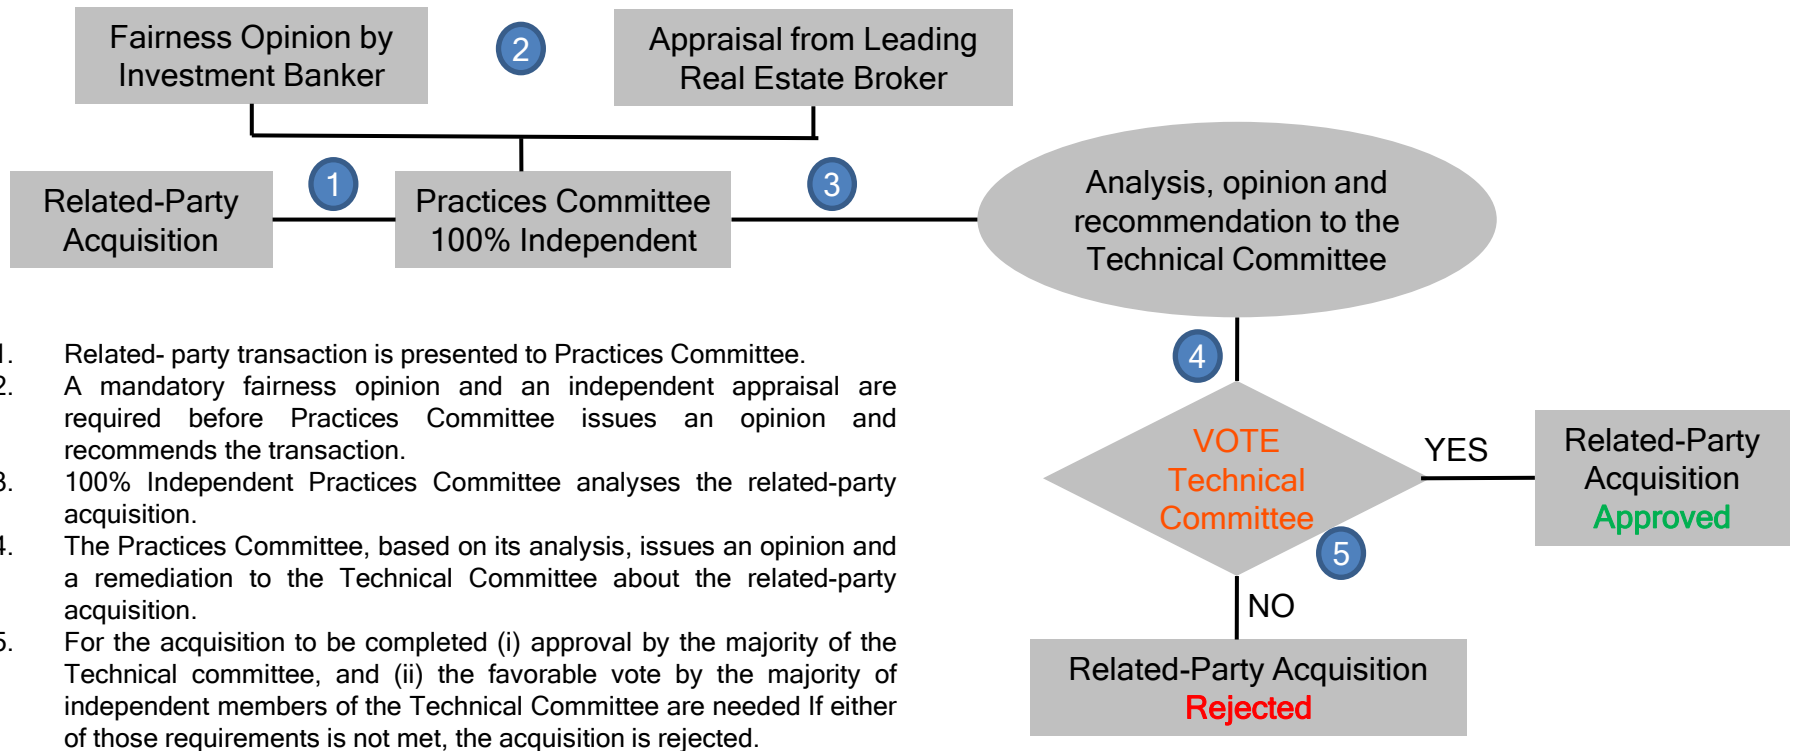 Fairness Opinion by
Investment Banker
2
Appraisal from Leading
Real Estate Broker
Related-Party
Acquisition
1
Practices Committee
100% Independent
3
Analysis, opinion and
recommendation to the
Technical Committee
4
VOTE
Technical
Committee
YES
Related-Party
Acquisition
Approved
5
NO
Related-Party Acquisition
Rejected
1. Related- party transaction is presented to Practices Committee.
2. A mandatory fairness opinion and an independent appraisal are
required before Practices Committee issues an opinion and
recommends the transaction.
3. 100% Independent Practices Committee analyses the related-party
acquisition.
4. The Practices Committee, based on its analysis, issues an opinion and
a remediation to the Technical Committee about the related-party
acquisition.
5. For the acquisition to be completed (i) approval by the majority of the
Technical committee, and (ii) the favorable vote by the majority of
independent members of the Technical Committee are needed If either
of those requirements is not met, the acquisition is rejected.